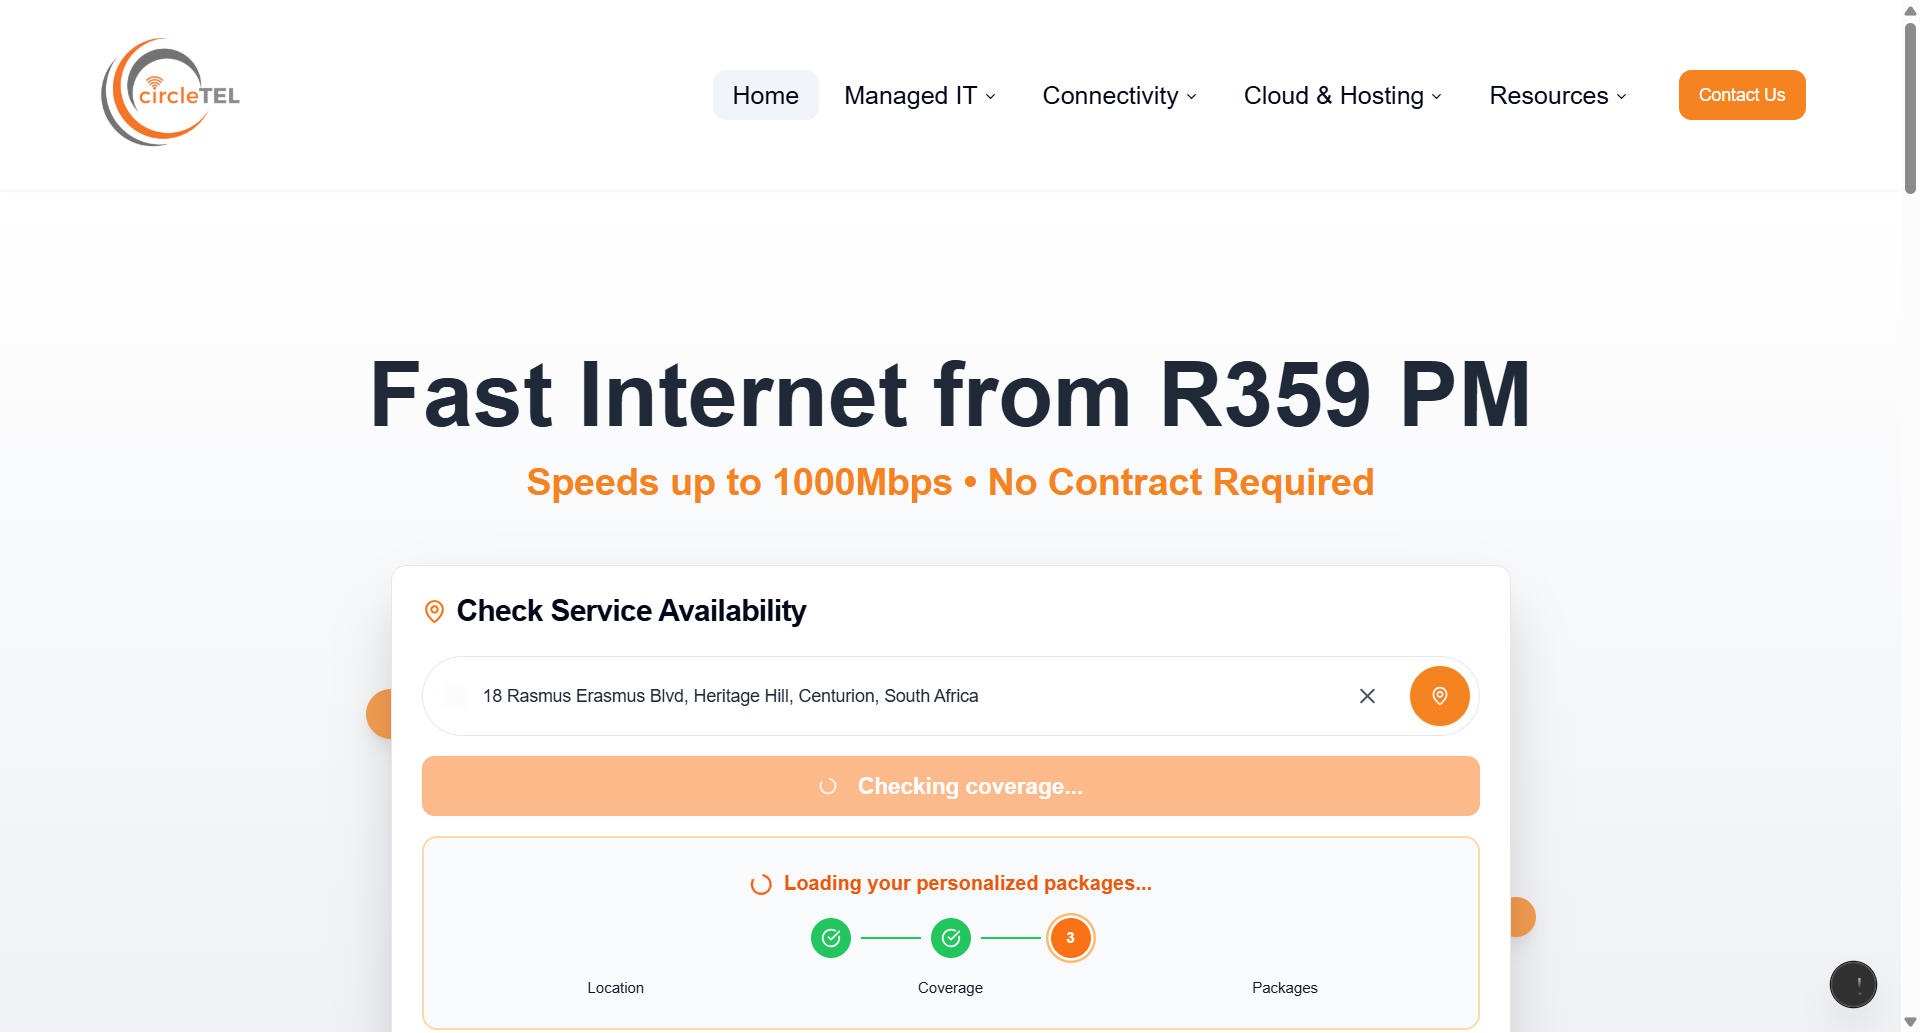 circleTEL
Home
Managed IT
Connectivity
Cloud & Hosting
Resources
Contact Us
Fast Internet from R359 PM
Speeds up to 1000Mbps • No Contract Required
Check Service Availability
18 Rasmus Erasmus Blvd, Heritage Hill, Centurion, South Africa
Checking coverage...
Loading your personalized packages...
3
Location
Coverage
Packages